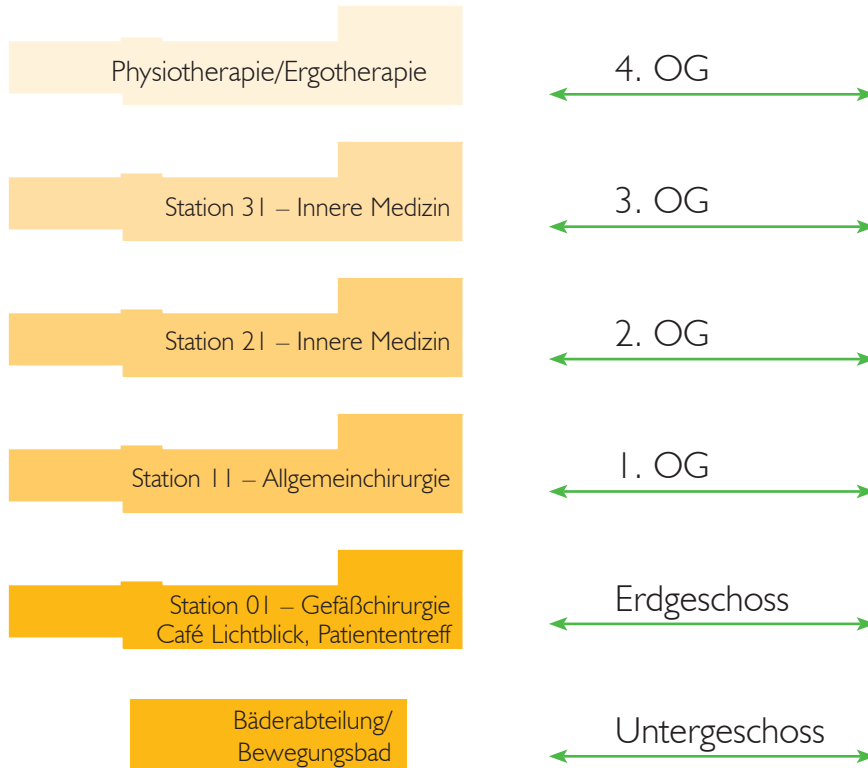 Physiotherapie/Ergotherapie
4. OG
Station 31 – Innere Medizin
3. OG
Station 21 – Innere Medizin
2. OG
Station 11 – Allgemeinchirurgie
1. OG
Station 01 – Gefäßchirurgie
Café Lichtblick, Patiententreff
Erdgeschoss
Bäderabteilung/
Bewegungsbad
Untergeschoss